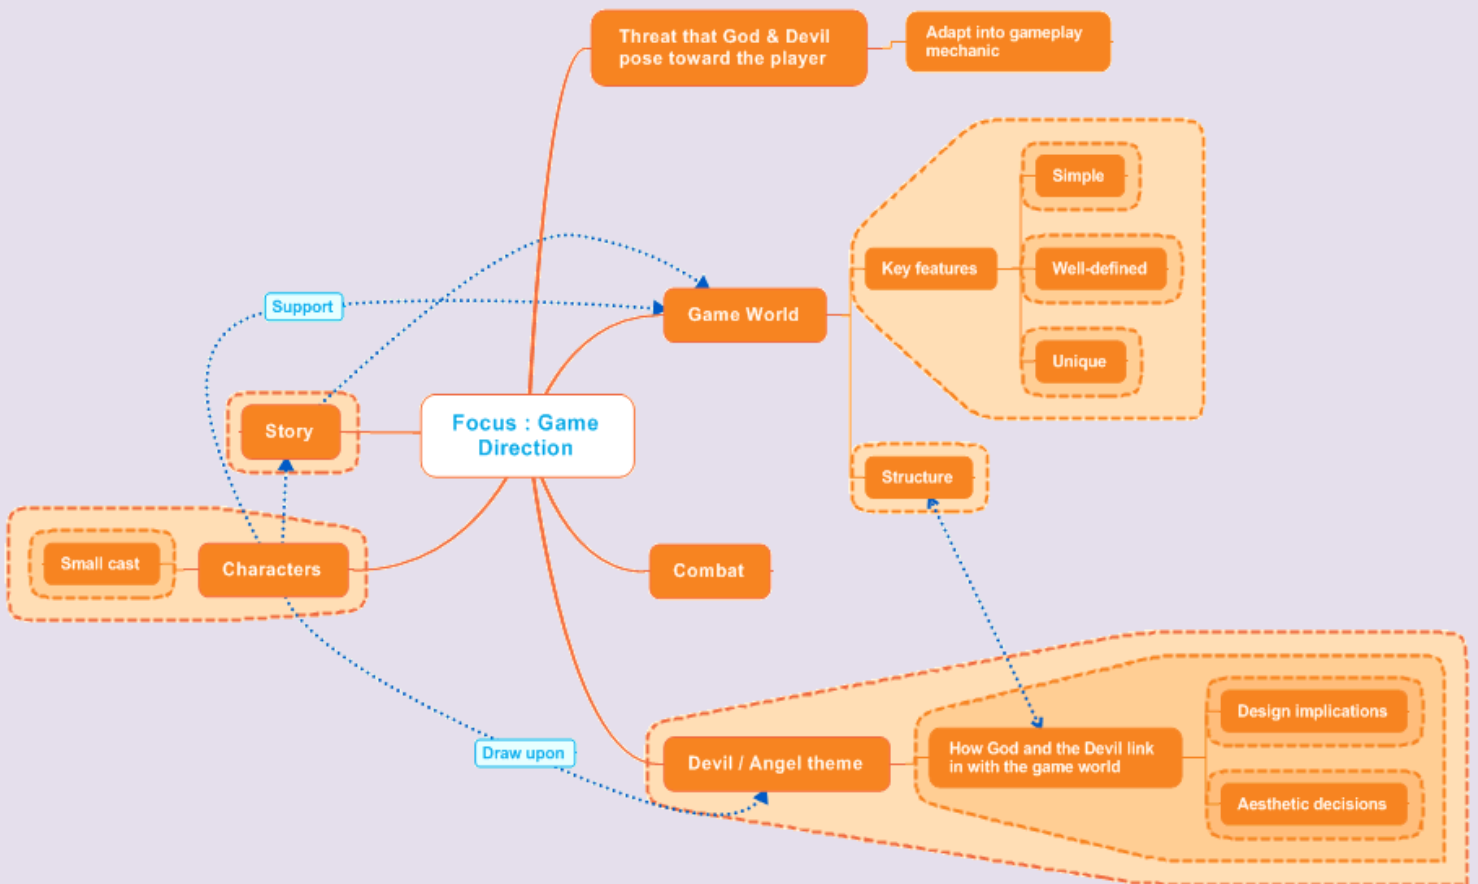 Threat that God & Devil
pose toward the player
Adapt into gameplay
mechanic
Simple
Key features
Well-defined
Unique
Support
Game World
Story
Focus : Game
Direction
Structure
Small cast
Characters
Combat
Draw upon
Devil / Angel theme
How God and the Devil link
in with the game world
Design implications
Aesthetic decisions